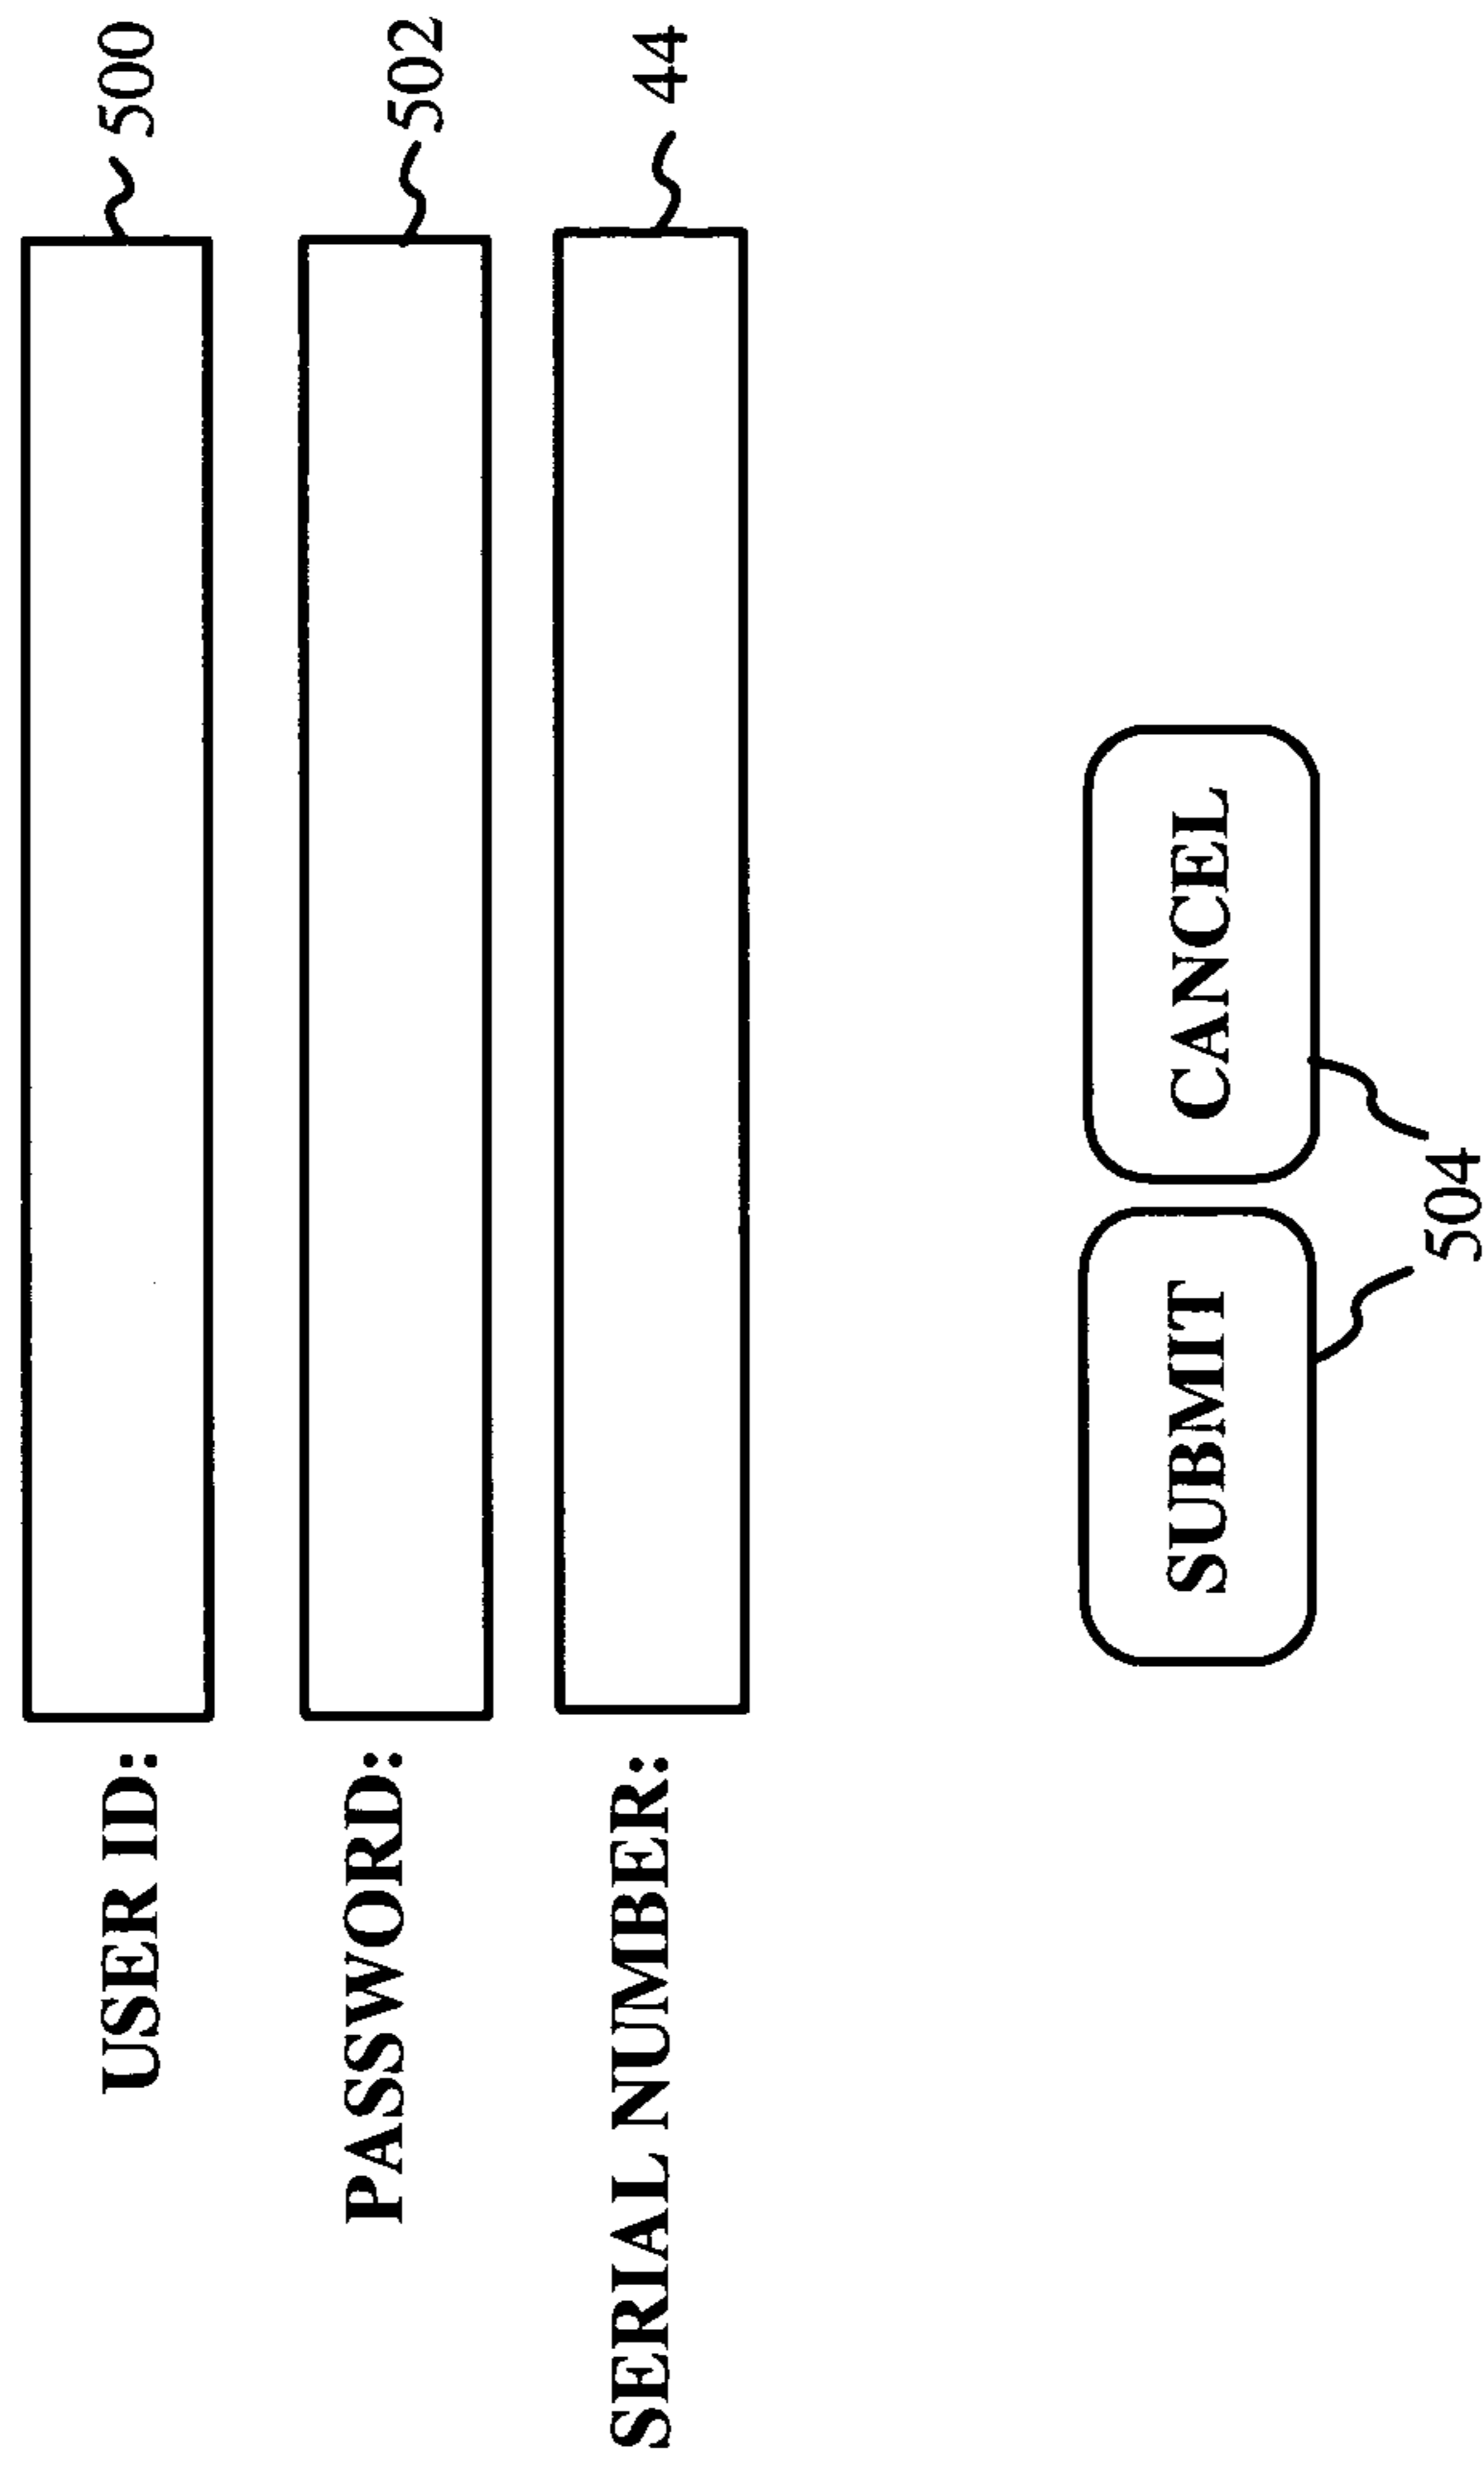 USER ID: 500
PASSWORD: 502
SERIAL NUMBER: 44
SUBMIT CANCEL
504